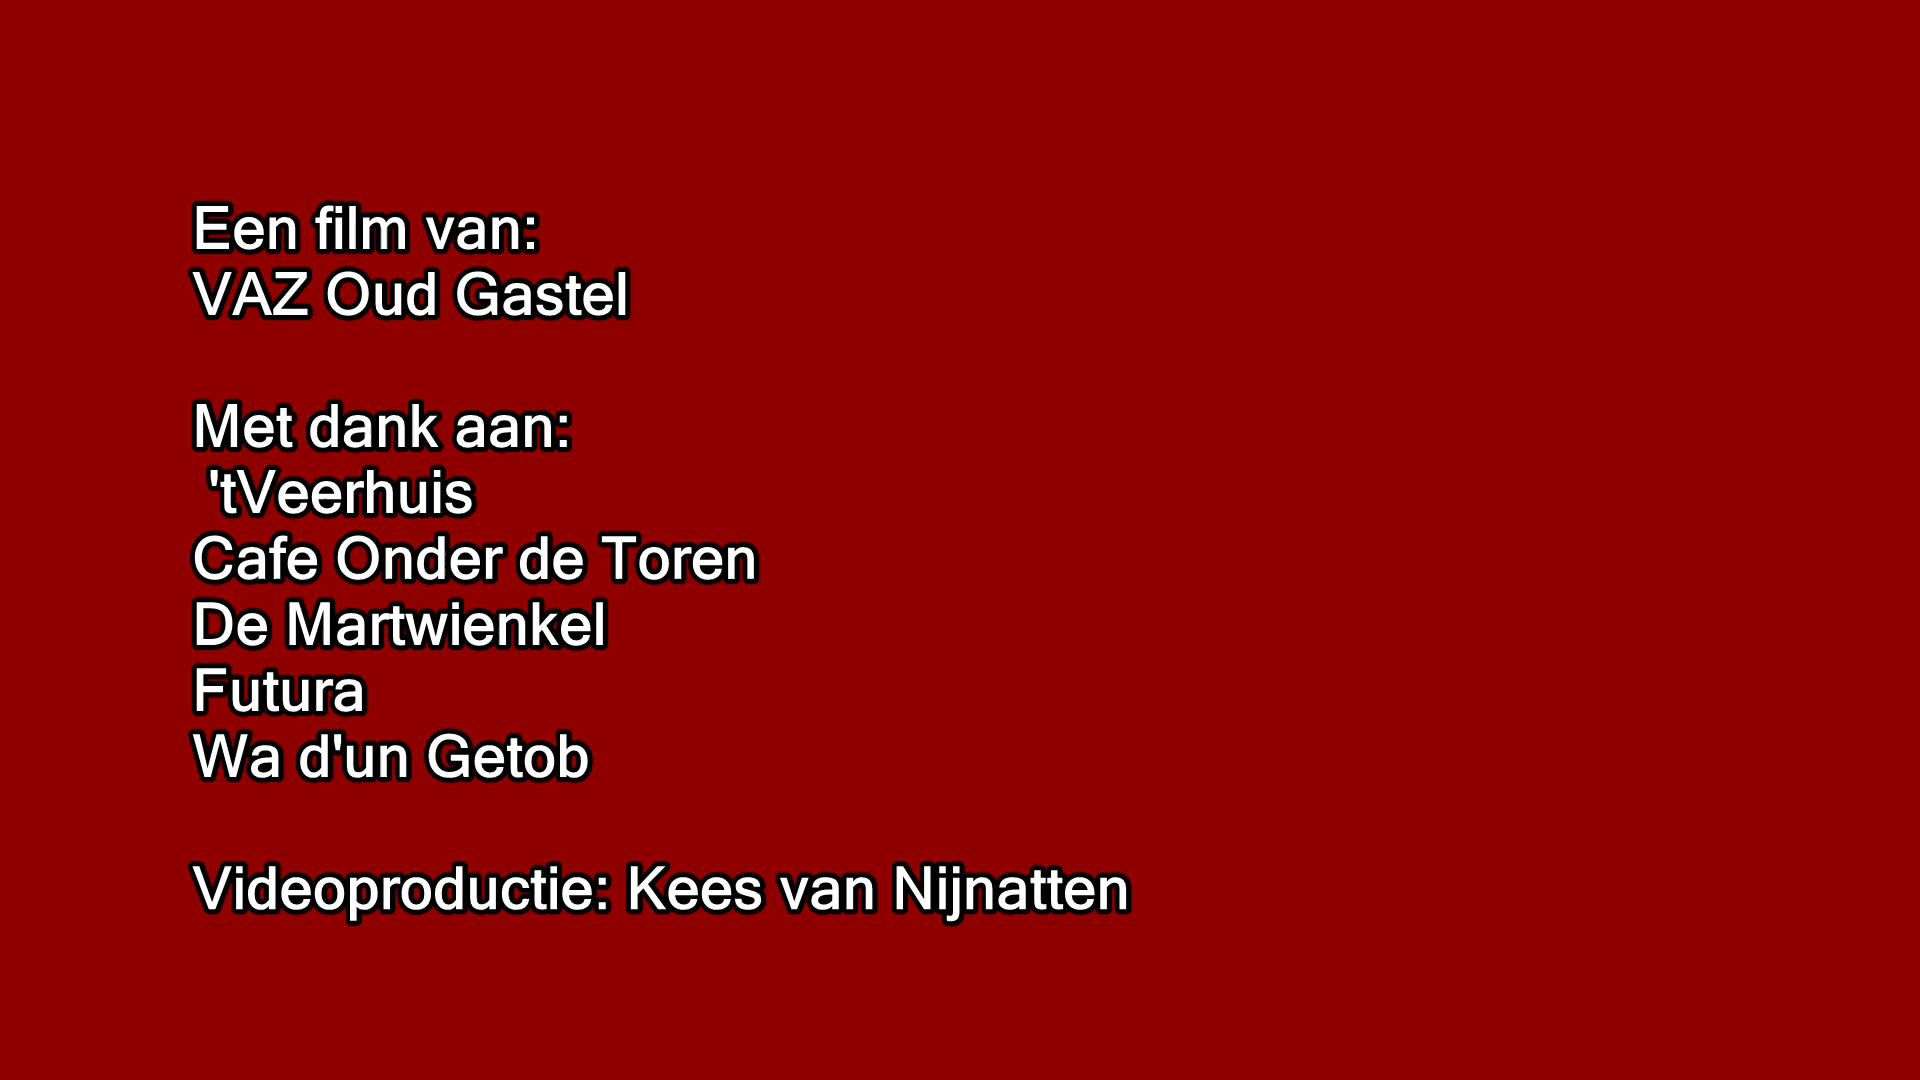 Een film van:
VAZ Oud Gastel
Met dank aan:
'tVeerhuis
Cafe Onder de Toren
De Martwienkel
Futura
Wa d'un Getob
Videoproductie: Kees van Nijnatten